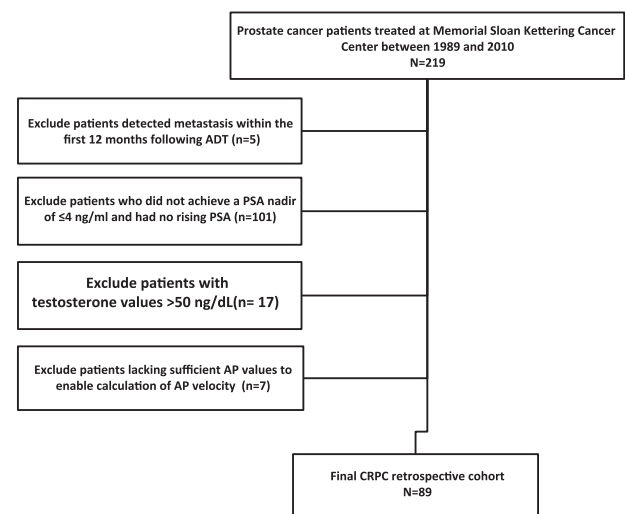 Prostate cancer patients treated at Memorial Sloan Kettering Cancer
Center between 1989 and 2010
N=219
Exclude patients detected metastasis within the
first 12 months following ADT (n=5)
Exclude patients who did not achieve a PSA nadir
of ≤4 ng/ml and had no rising PSA (n=101)
Exclude patients with
testosterone values >50 ng/dL(n= 17)
Exclude patients lacking sufficient AP values to
enable calculation of AP velocity (n=7)
Final CRPC retrospective cohort
N=89